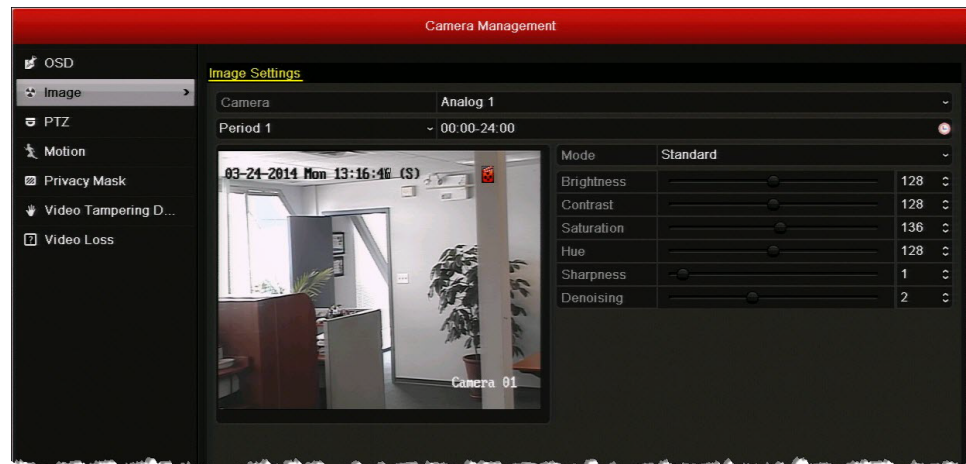 Camera Management
OSD
Image >
PTZ
Motion
Privacy Mask
Video Tampering D...
? Video Loss
Image Settings
Camera Analog 1
Period 1 00:00-24:00
03-24-2014 Mon 13:16:4 (S)
Camera 01
Mode Standard
Brightness 128
Contrast 128
Saturation 136
Hue 128
Sharpness 1
Denoising 2